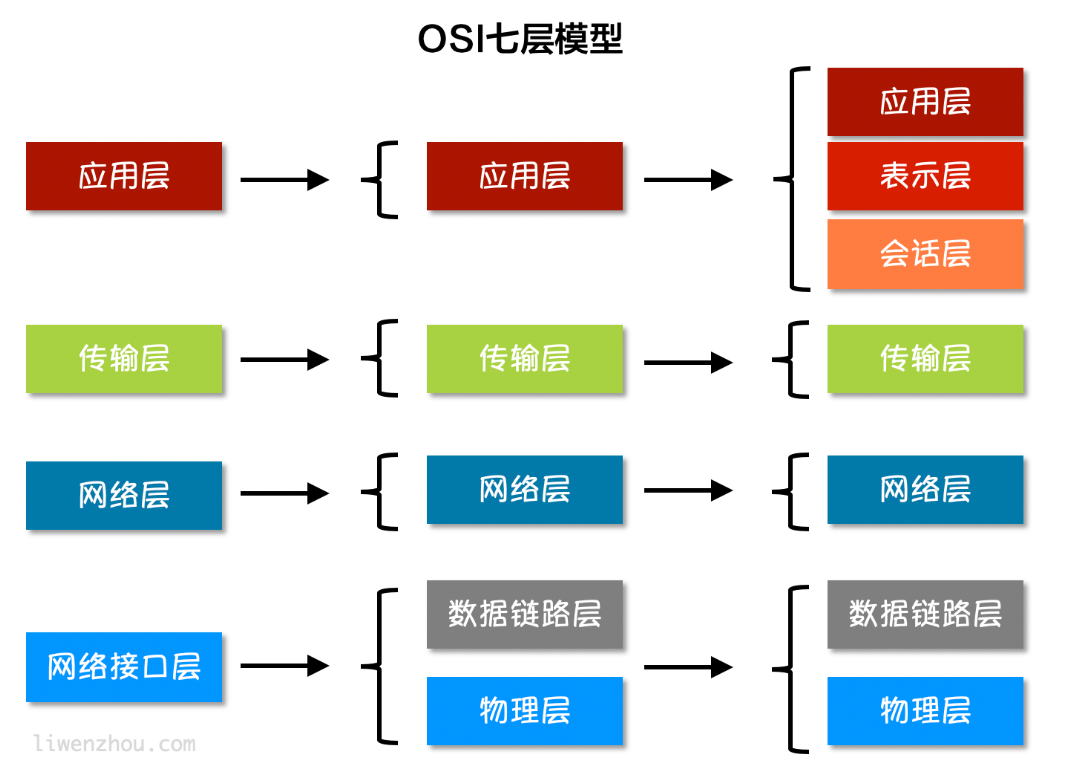 OSI七层模型
应用层
传输层
网络层
网络接口层
应用层
传输层
网络层
数据链路层
物理层
应用层
表示层
会话层
传输层
网络层
数据链路层
物理层
liwenzhou.com